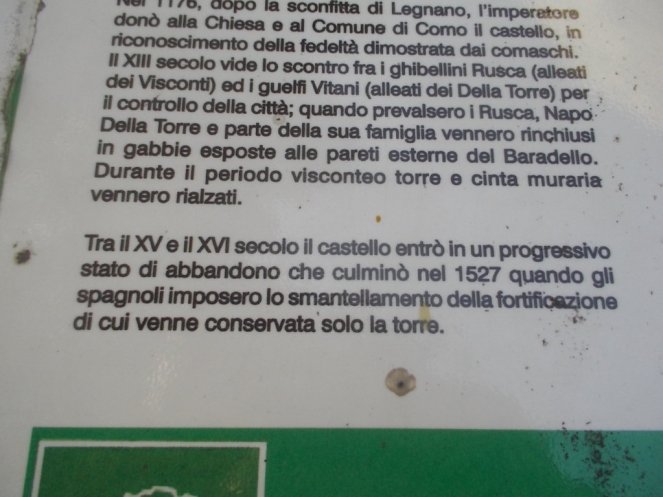 Nel 1176, dopo la sconfitta di Legnano, l'imperatore
donò alla Chiesa e al Comune di Como il castello, in
riconoscimento della fedeltà dimostrata dai comaschi.
Il XIII secolo vide lo scontro fra i ghibellini Rusca (alleati
dei Visconti) ed i guelfi Vitani (alleati dei Della Torre) per
il controllo della città; quando prevalsero i Rusca, Napo
Della Torre e parte della sua famiglia vennero rinchiusi
in gabbie esposte alle pareti esterne del Baradello.
Durante il periodo visconteo torre e cinta muraria
vennero rialzati.
Tra il XV e il XVI secolo il castello entrò in un progressivo
stato di abbandono che culminò nel 1527 quando gli
spagnoli imposero lo smantellamento della fortificazione
di cui venne conservata solo la torre.